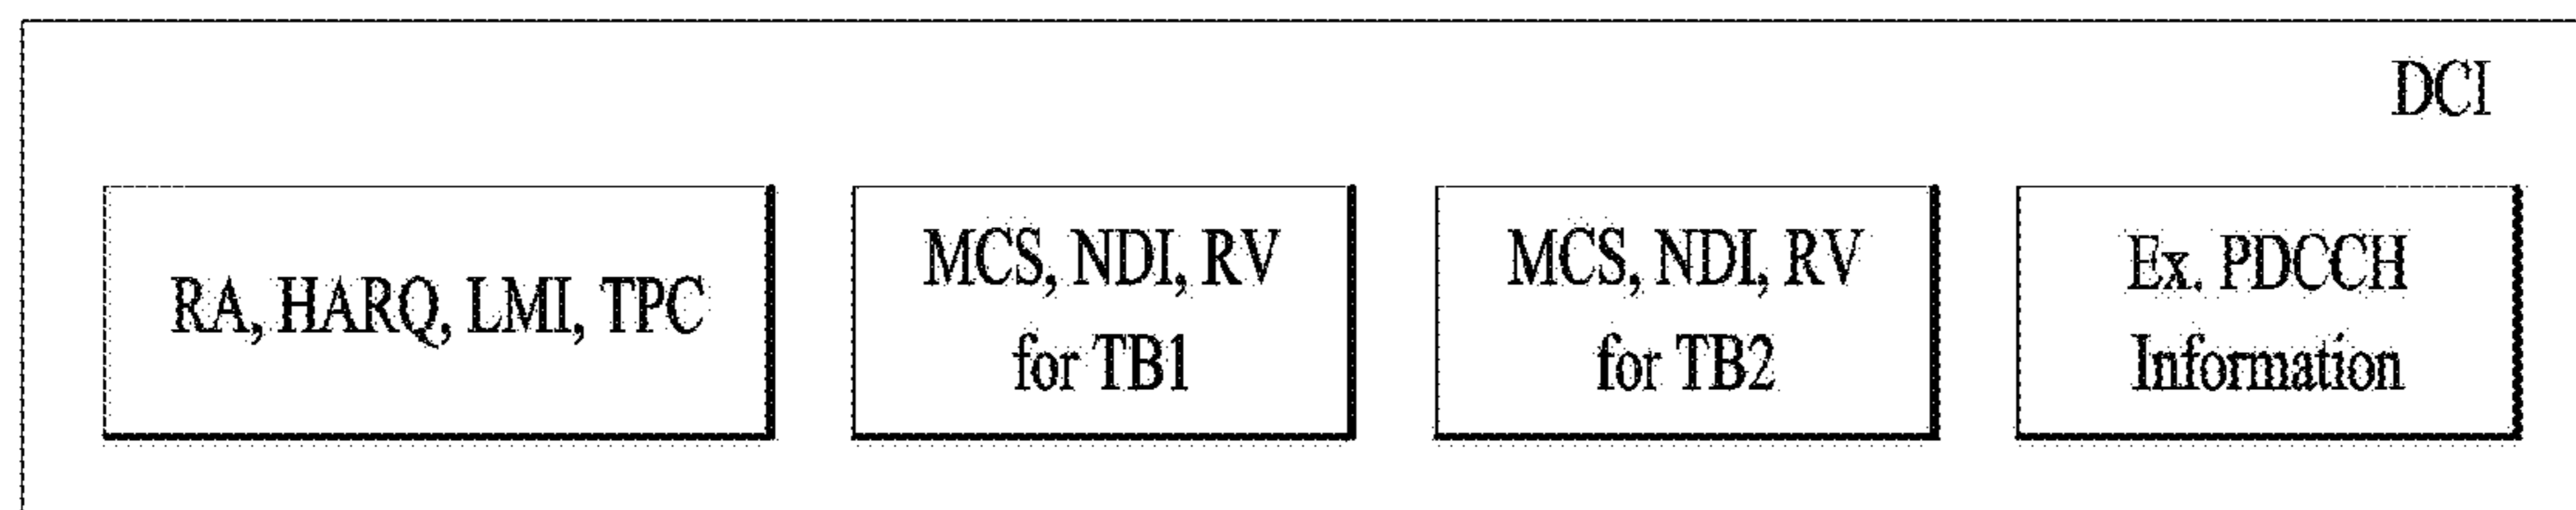 DCI
RA, HARQ, LMI, TPC
MCS, NDI, RV
for TB1
MCS, NDI, RV
for TB2
Ex. PDCCH
Information